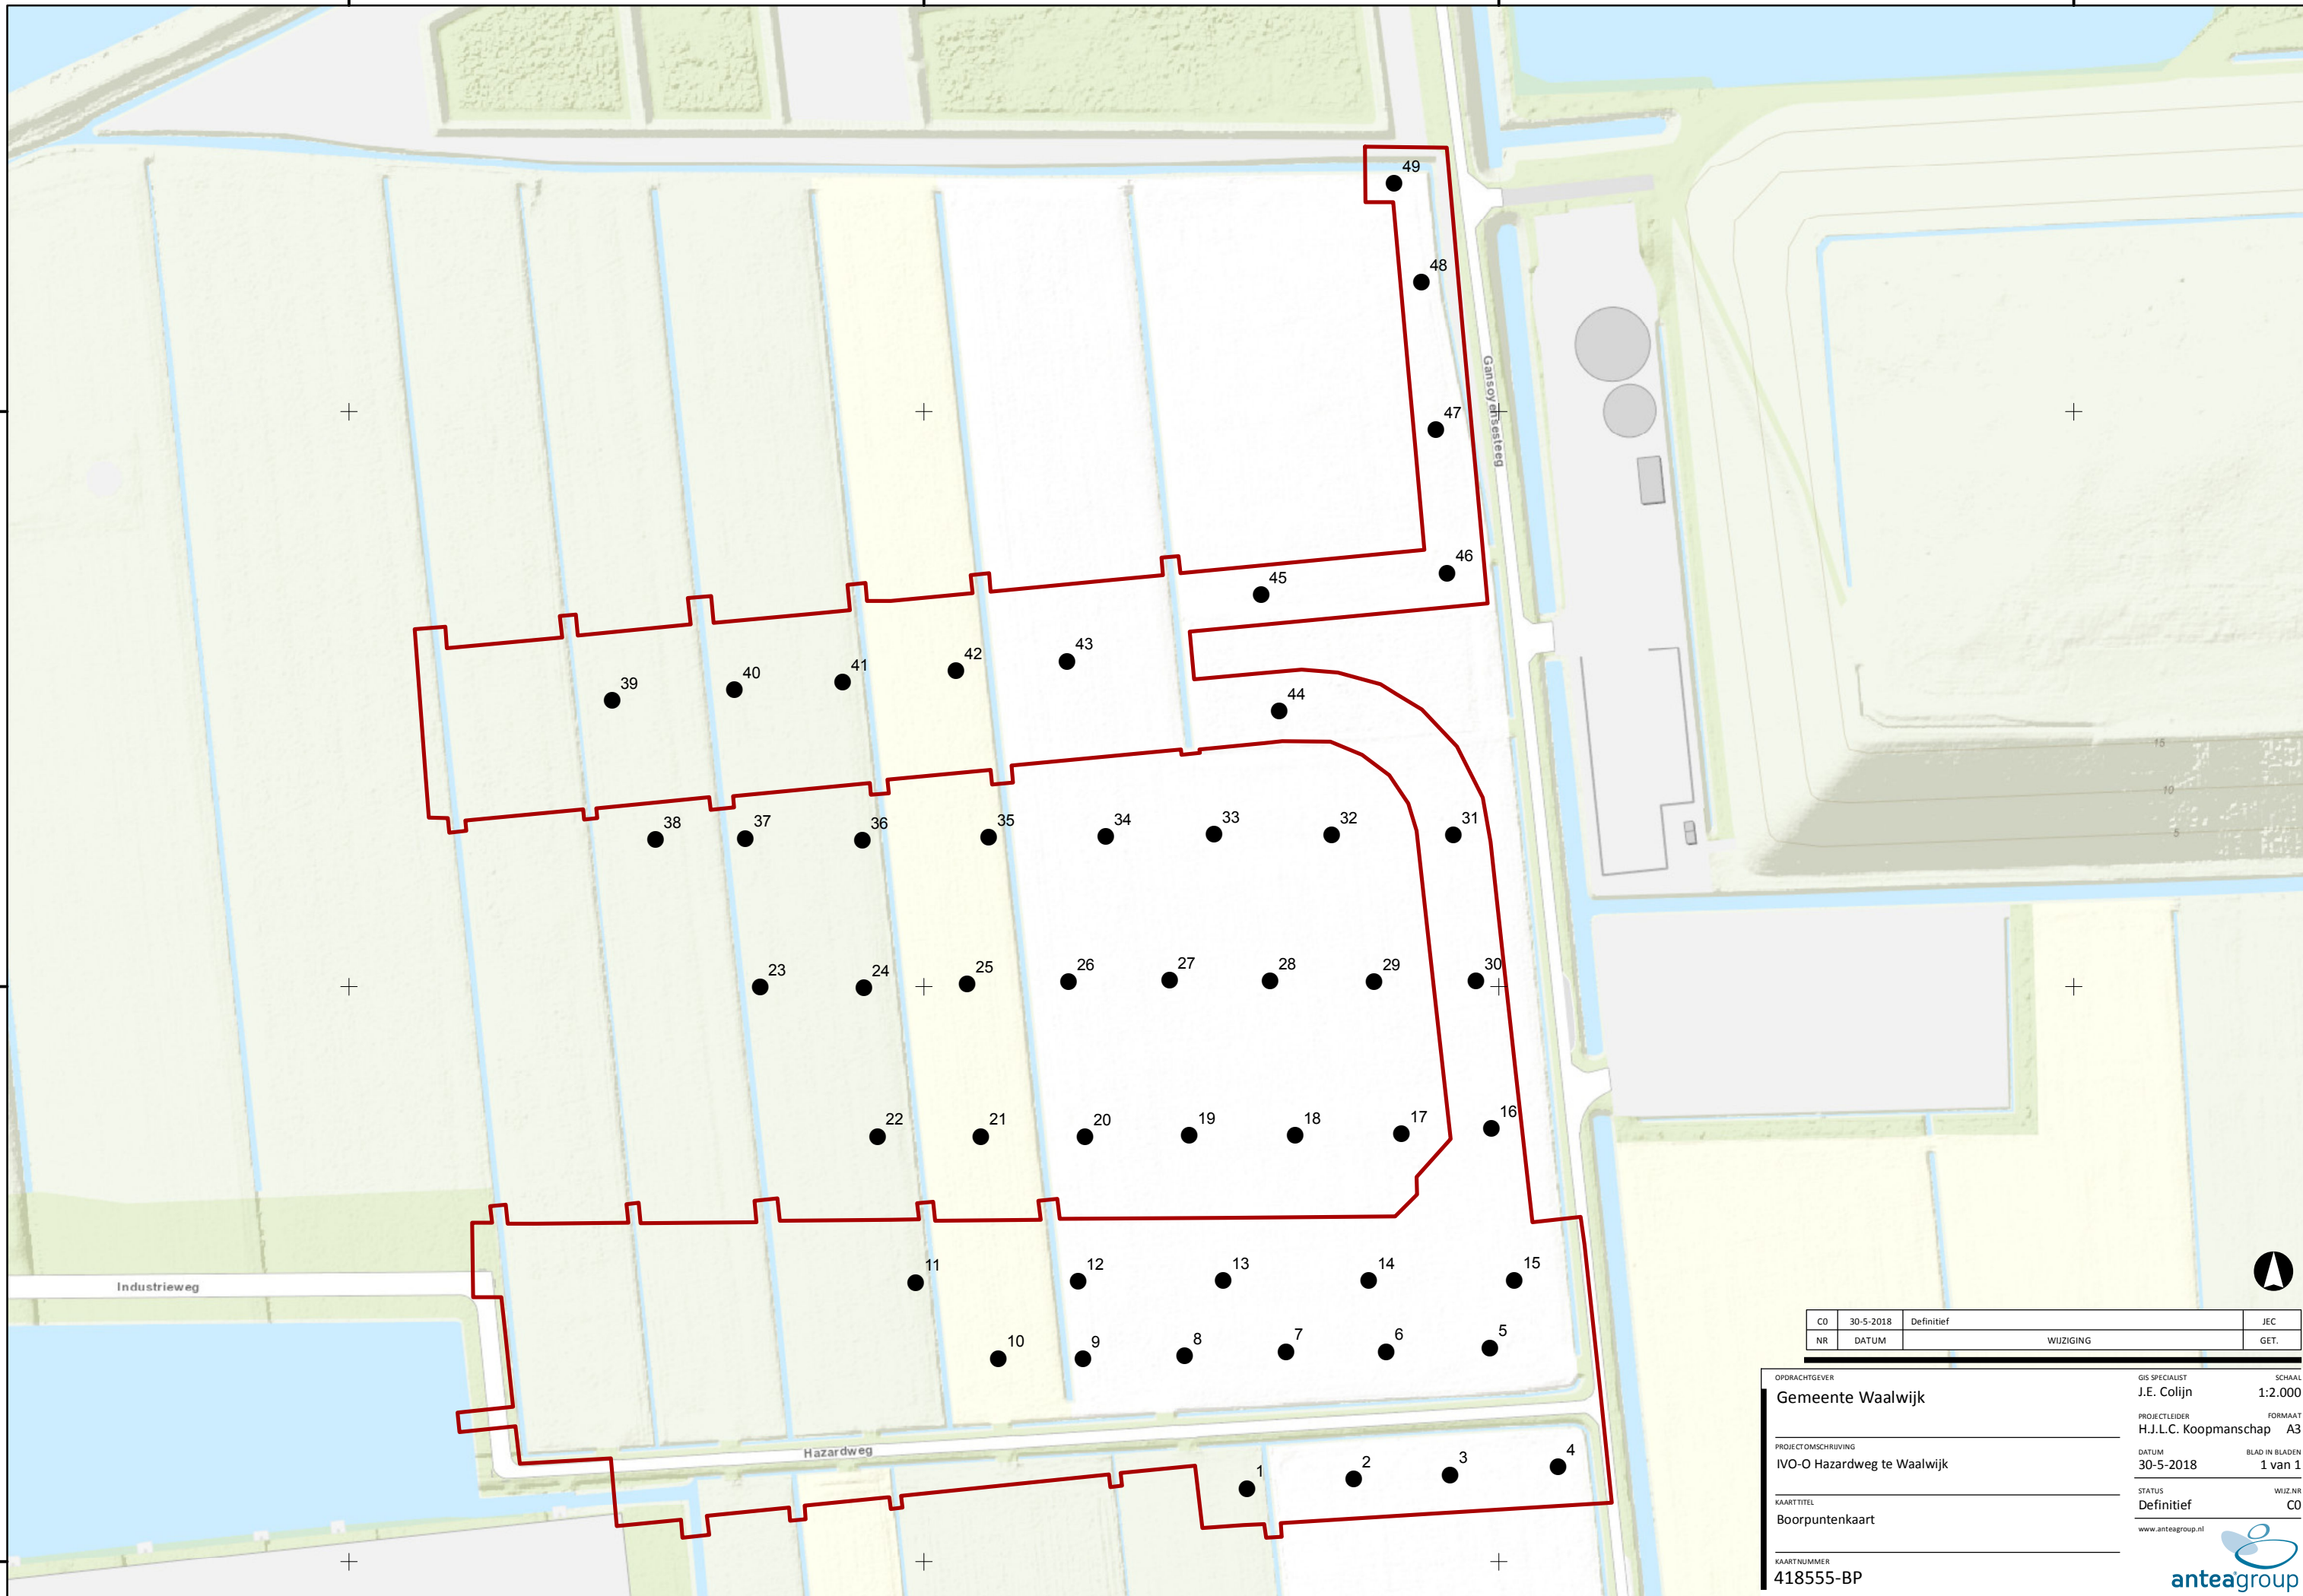 49
48
Gansoyensesteeg
47
46
45
43
42
41
40
39
44
38
37
36
35
34
33
32
31
15
10
5
23
24
25
26
27
28
29
30
22
21
20
19
18
17
16
11
12
13
14
15
Industrieweg
10
9
8
7
6
5
Hazardweg
1
2
3
4
C0 30-5-2018 Definitief JEC
NR DATUM WIJZIGING GET.
OPDRACHTGEVER
Gemeente Waalwijk
PROJECTOMSCHRIJVING
IVO-O Hazardweg te Waalwijk
KAARTTITEL
Boorpuntenkaart
KAARTNUMMER
418555-BP
GIS SPECIALIST SCHAAL
J.E. Colijn 1:2.000
PROJECTLEIDER FORMAAT
H.J.L.C. Koopmanschap A3
DATUM BLAD IN BLADEN
30-5-2018 1 van 1
STATUS WIJZ.NR
Definitief C0
www.anteagroup.nl
anteagroup